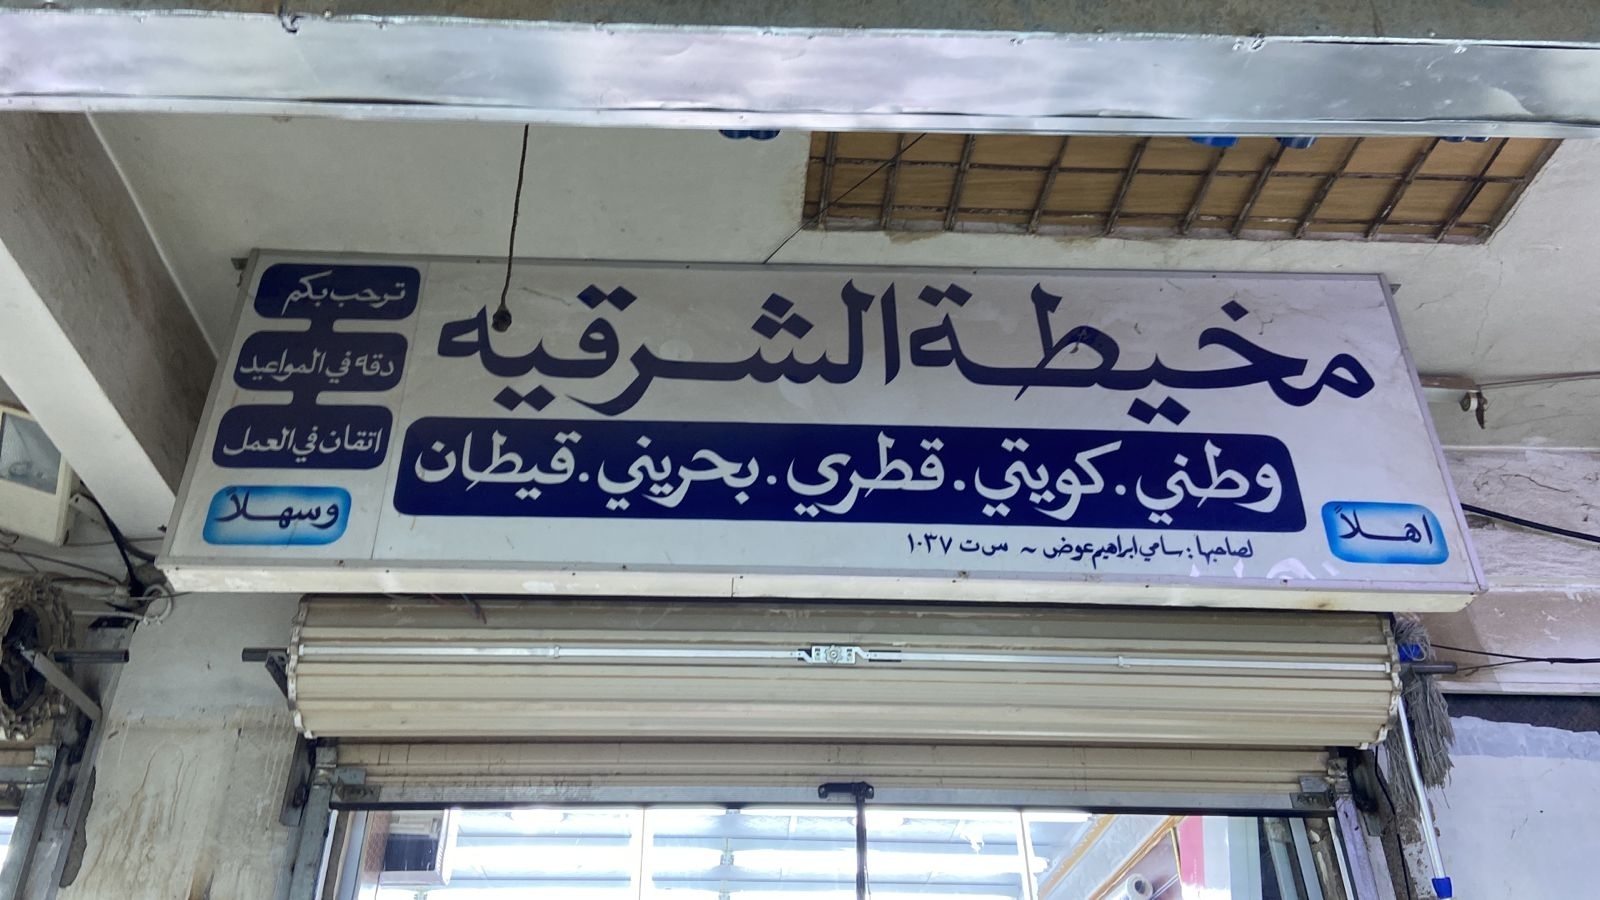 مخيطة الشرقيه
وطني . كويتي . قطري . بحريني . قيطان
لصاحبها : سامي ابراهيم عوض ~ س ت ١٠٣٧
اهلاً
وسهلاً
ترحب بكم
دقه في المواعيد
اتقان في العمل